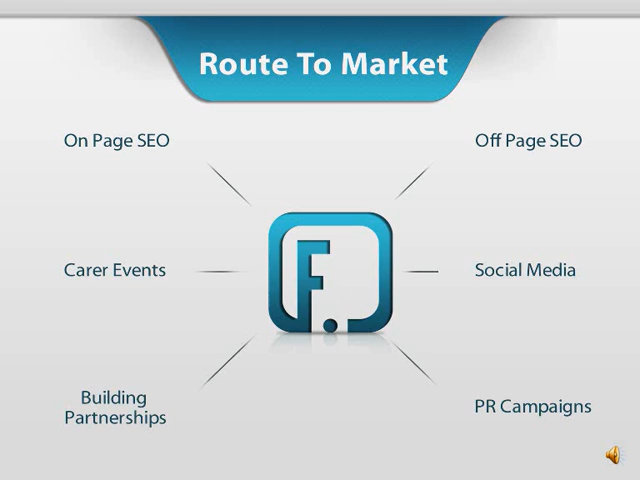 Route To Market
On Page SEO
Off Page SEO
Carer Events
F.
Social Media
Building
Partnerships
PR Campaigns